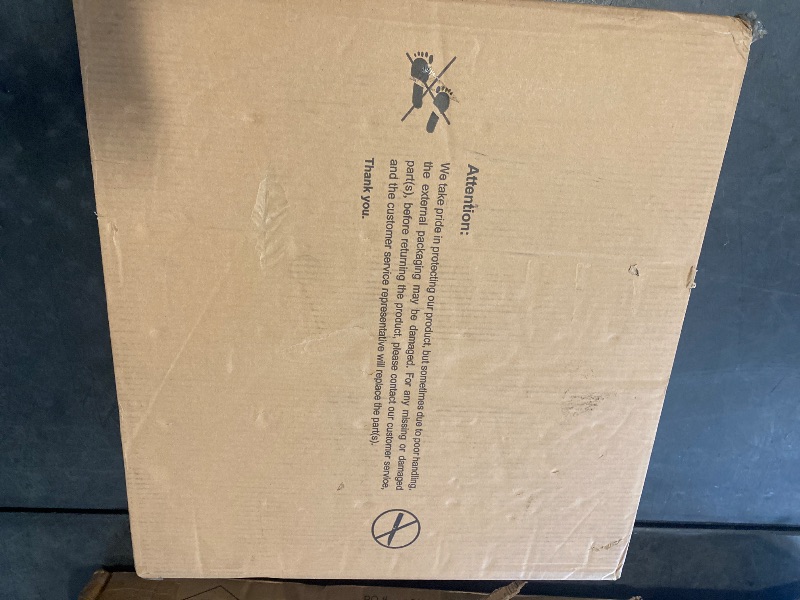 Attention:
We take pride in protecting our product, but sometimes due to poor handling,
the external packaging may be damaged. For any missing or damaged
part(s), before returning the product, please contact our customer service,
and the customer service representative will replace the part(s).
Thank you.